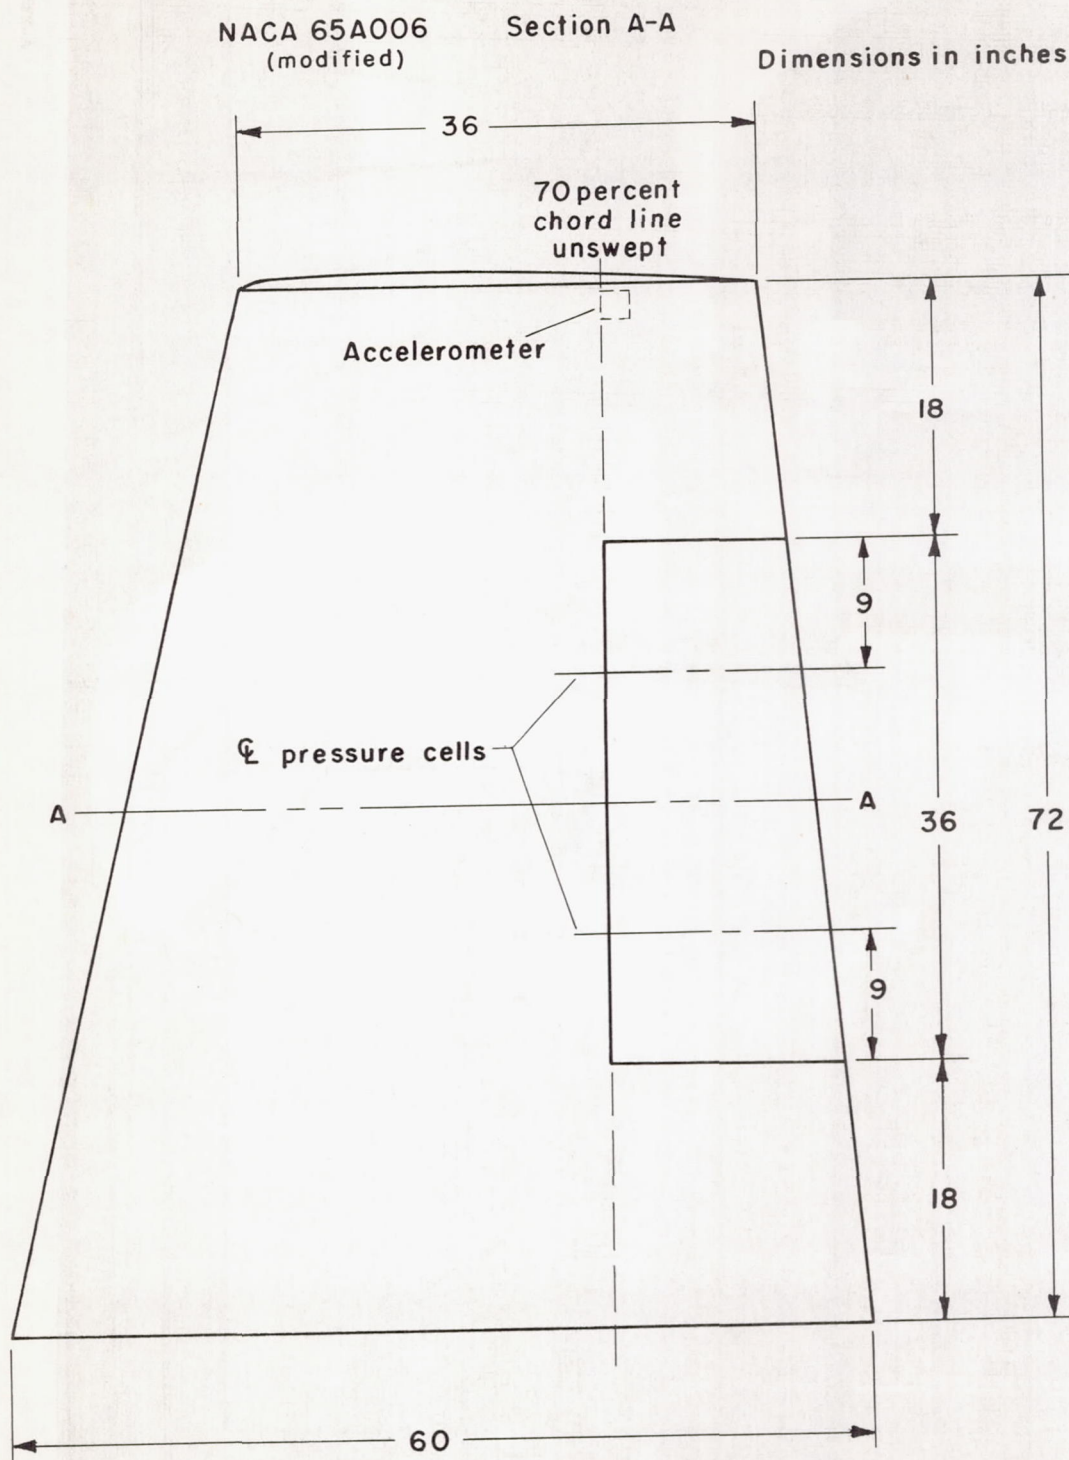 NACA 65A006 Section A-A
(modified)
Dimensions in inches
36
70 percent
chord line
unswept
Accelerometer
18
9
℄ pressure cells
A A
36 72
9
18
60